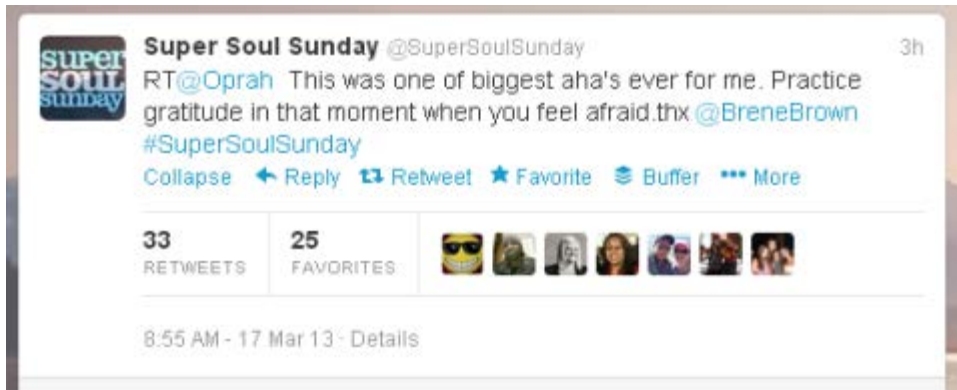 super
soul
sunday
Super Soul Sunday @SuperSoulSunday 3h
RT@Oprah This was one of biggest aha's ever for me. Practice
gratitude in that moment when you feel afraid.thx @BreneBrown
#SuperSoulSunday
Collapse Reply Retweet Favorite Buffer More
33 25
RETWEETS FAVORITES
8:55 AM - 17 Mar 13 · Details